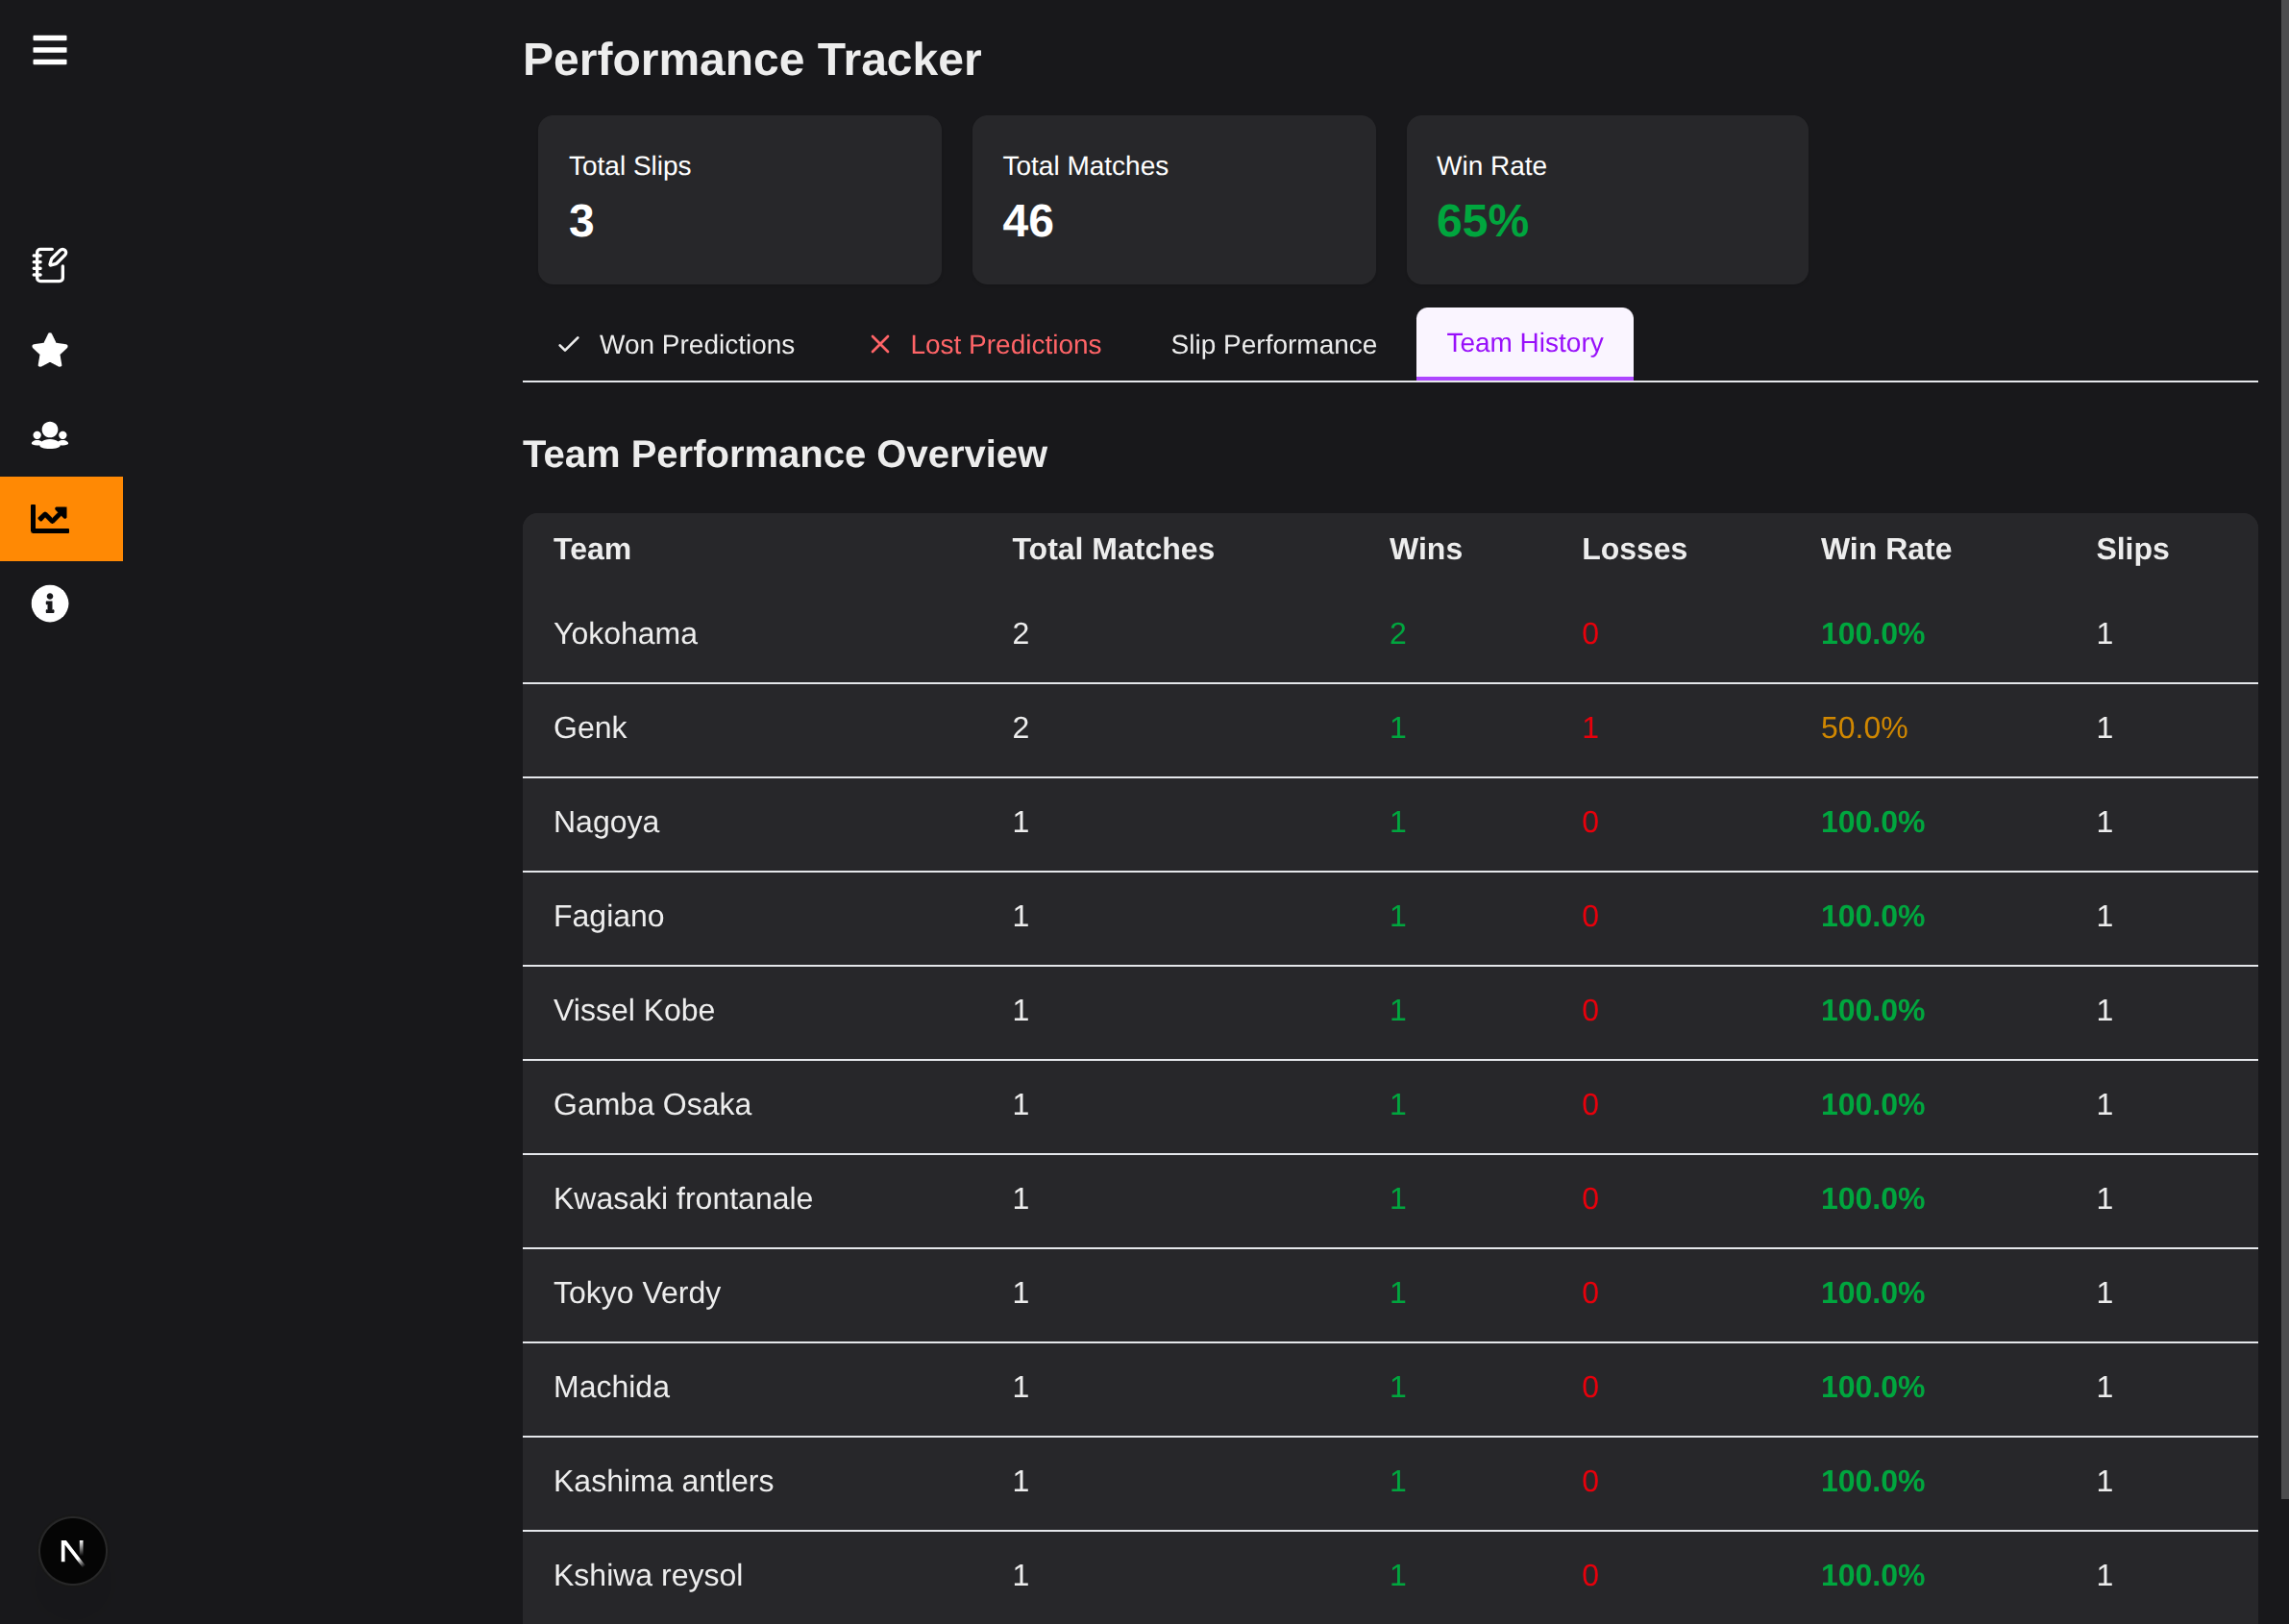 Performance Tracker
Total Slips
3
Total Matches
46
Win Rate
65%
Won Predictions Lost Predictions Slip Performance Team History
Team Performance Overview
Team Total Matches Wins Losses Win Rate Slips
Yokohama 2 2 0 100.0% 1
Genk 2 1 1 50.0% 1
Nagoya 1 1 0 100.0% 1
Fagiano 1 1 0 100.0% 1
Vissel Kobe 1 1 0 100.0% 1
Gamba Osaka 1 1 0 100.0% 1
Kwasaki frontanale 1 1 0 100.0% 1
Tokyo Verdy 1 1 0 100.0% 1
Machida 1 1 0 100.0% 1
Kashima antlers 1 1 0 100.0% 1
Kshiwa reysol 1 1 0 100.0% 1
N